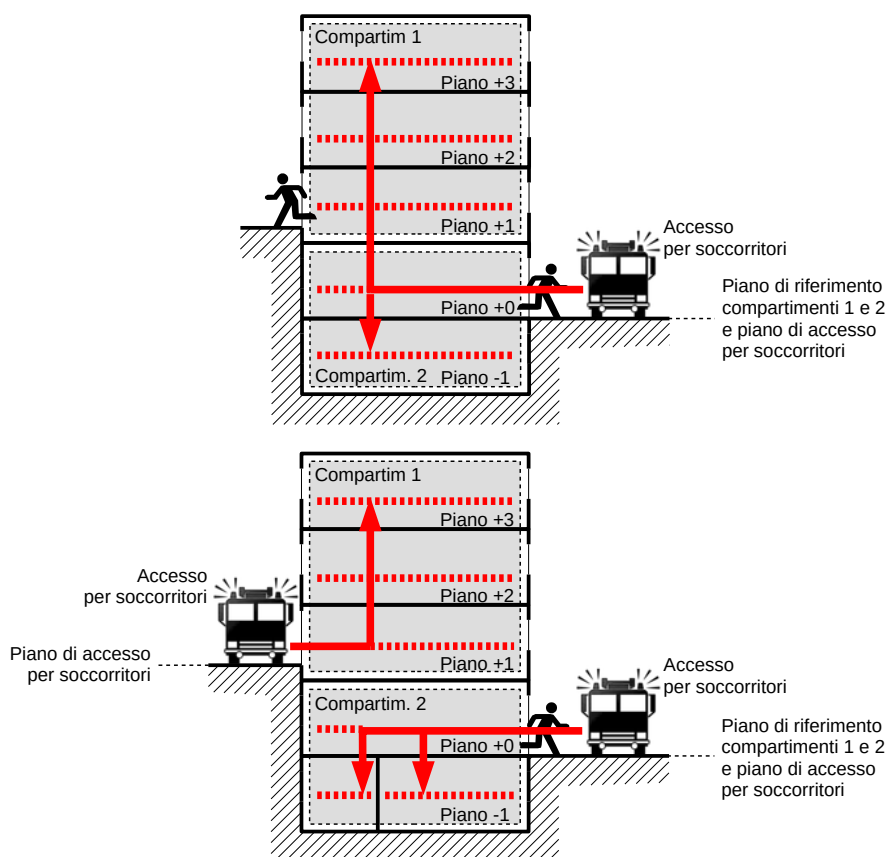 Compartim 1
Piano +3
Piano +2
Piano +1
Accesso
per soccorritori
Piano +0
Piano di riferimento
compartimenti 1 e 2
e piano di accesso
per soccorritori
Compartim. 2 Piano -1
Compartim 1
Piano +3
Accesso
per soccorritori
Piano +2
Piano di accesso
per soccorritori
Piano +1
Accesso
per soccorritori
Compartim. 2
Piano +0
Piano di riferimento
compartimenti 1 e 2
e piano di accesso
per soccorritori
Piano -1